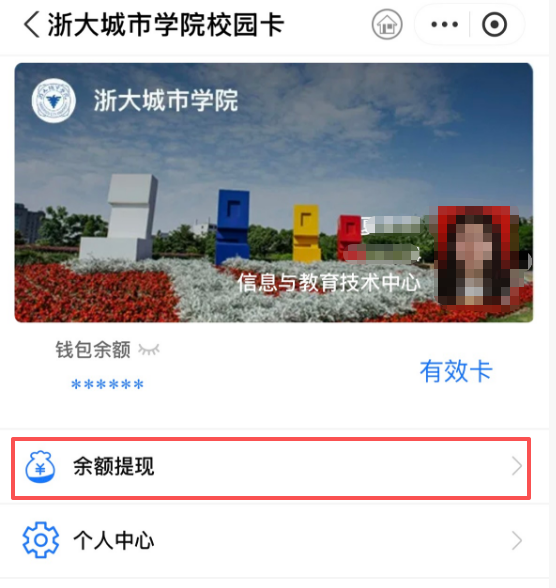 浙大城市学院校园卡
浙大城市学院
信息与教育技术中心
钱包余额
******
有效卡
余额提现
个人中心